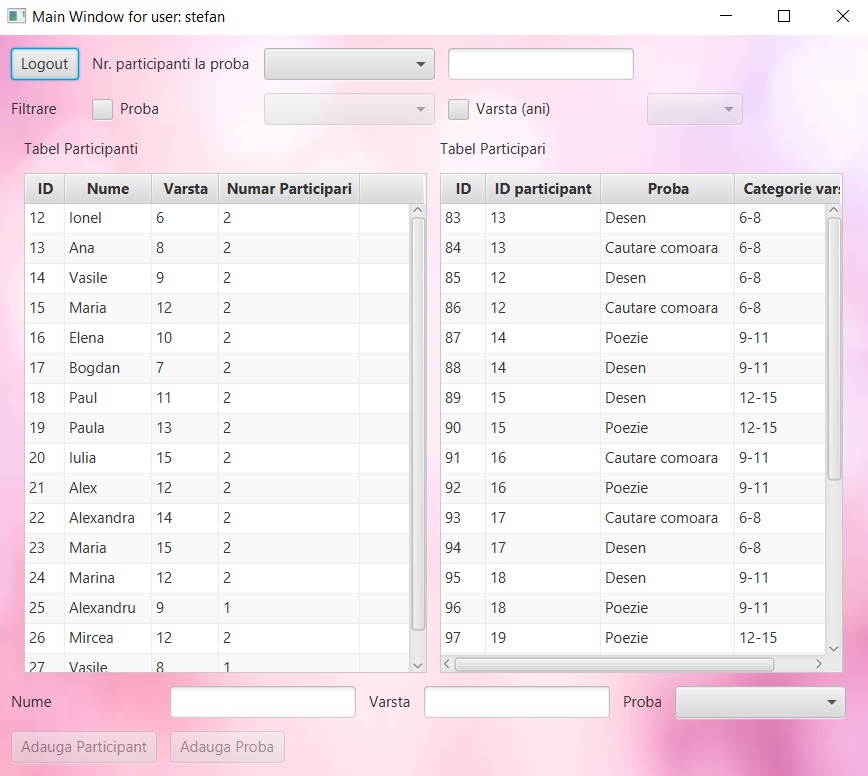 Main Window for user: stefan
Logout Nr. participanti la proba
Filtrare Proba Varsta (ani)
Tabel Participanti Tabel Participari
ID Nume Varsta Numar Participari ID ID participant Proba Categorie vars
12 Ionel 6 2 83 13 Desen 6-8
13 Ana 8 2 84 13 Cautare comoara 6-8
14 Vasile 9 2 85 12 Desen 6-8
15 Maria 12 2 86 12 Cautare comoara 6-8
16 Elena 10 2 87 14 Poezie 9-11
17 Bogdan 7 2 88 14 Desen 9-11
18 Paul 11 2 89 15 Desen 12-15
19 Paula 13 2 90 15 Poezie 12-15
20 Iulia 15 2 91 16 Cautare comoara 9-11
21 Alex 12 2 92 16 Poezie 9-11
22 Alexandra 14 2 93 17 Cautare comoara 6-8
23 Maria 15 2 94 17 Desen 6-8
24 Marina 12 2 95 18 Desen 9-11
25 Alexandru 9 1 96 18 Poezie 9-11
26 Mircea 12 2 97 19 Poezie 12-15
27 Vasile 8 1
Nume Varsta Proba
Adauga Participant Adauga Proba